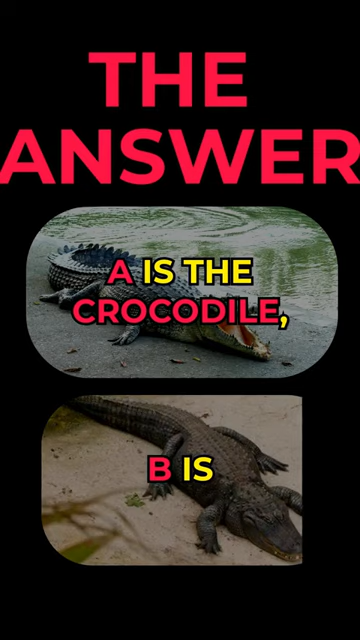 THE
ANSWER
A IS THE
CROCODILE,
B IS